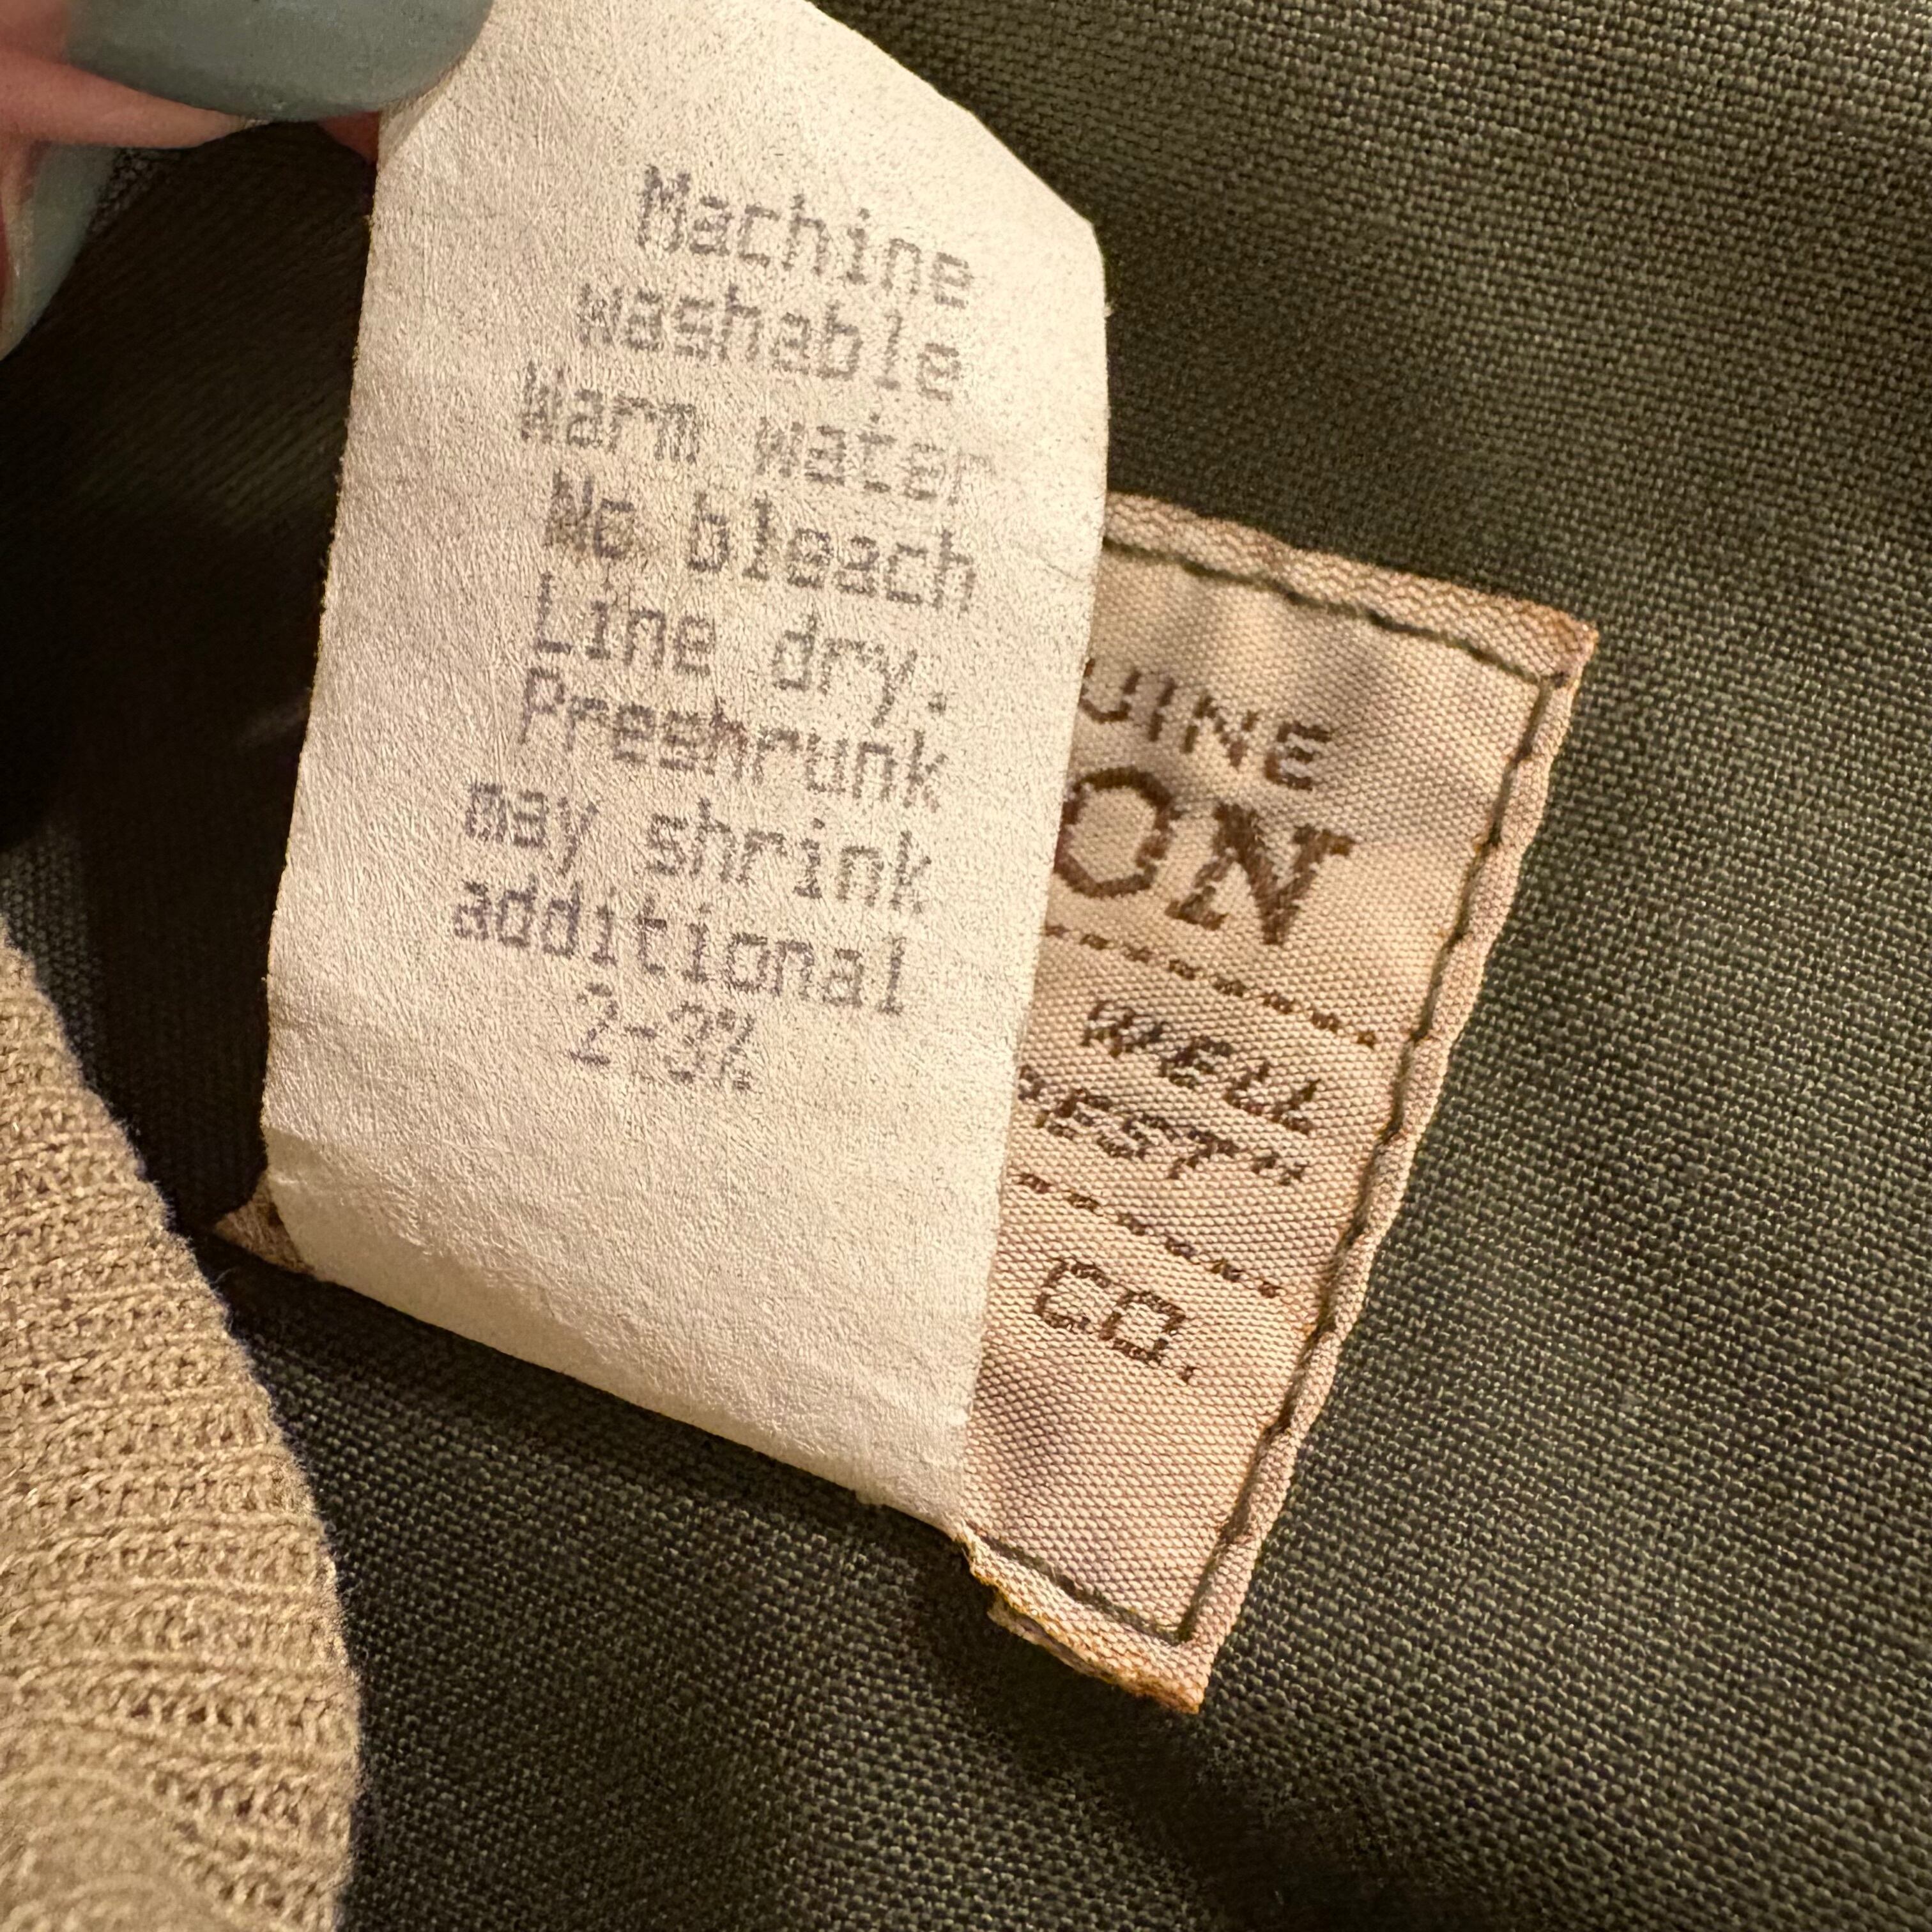 Machine
washable
Warm water
No bleach
Line dry.
Preshrunk
may shrink
additional
2-3%
UINE
ON
WELL
EST"
CO.